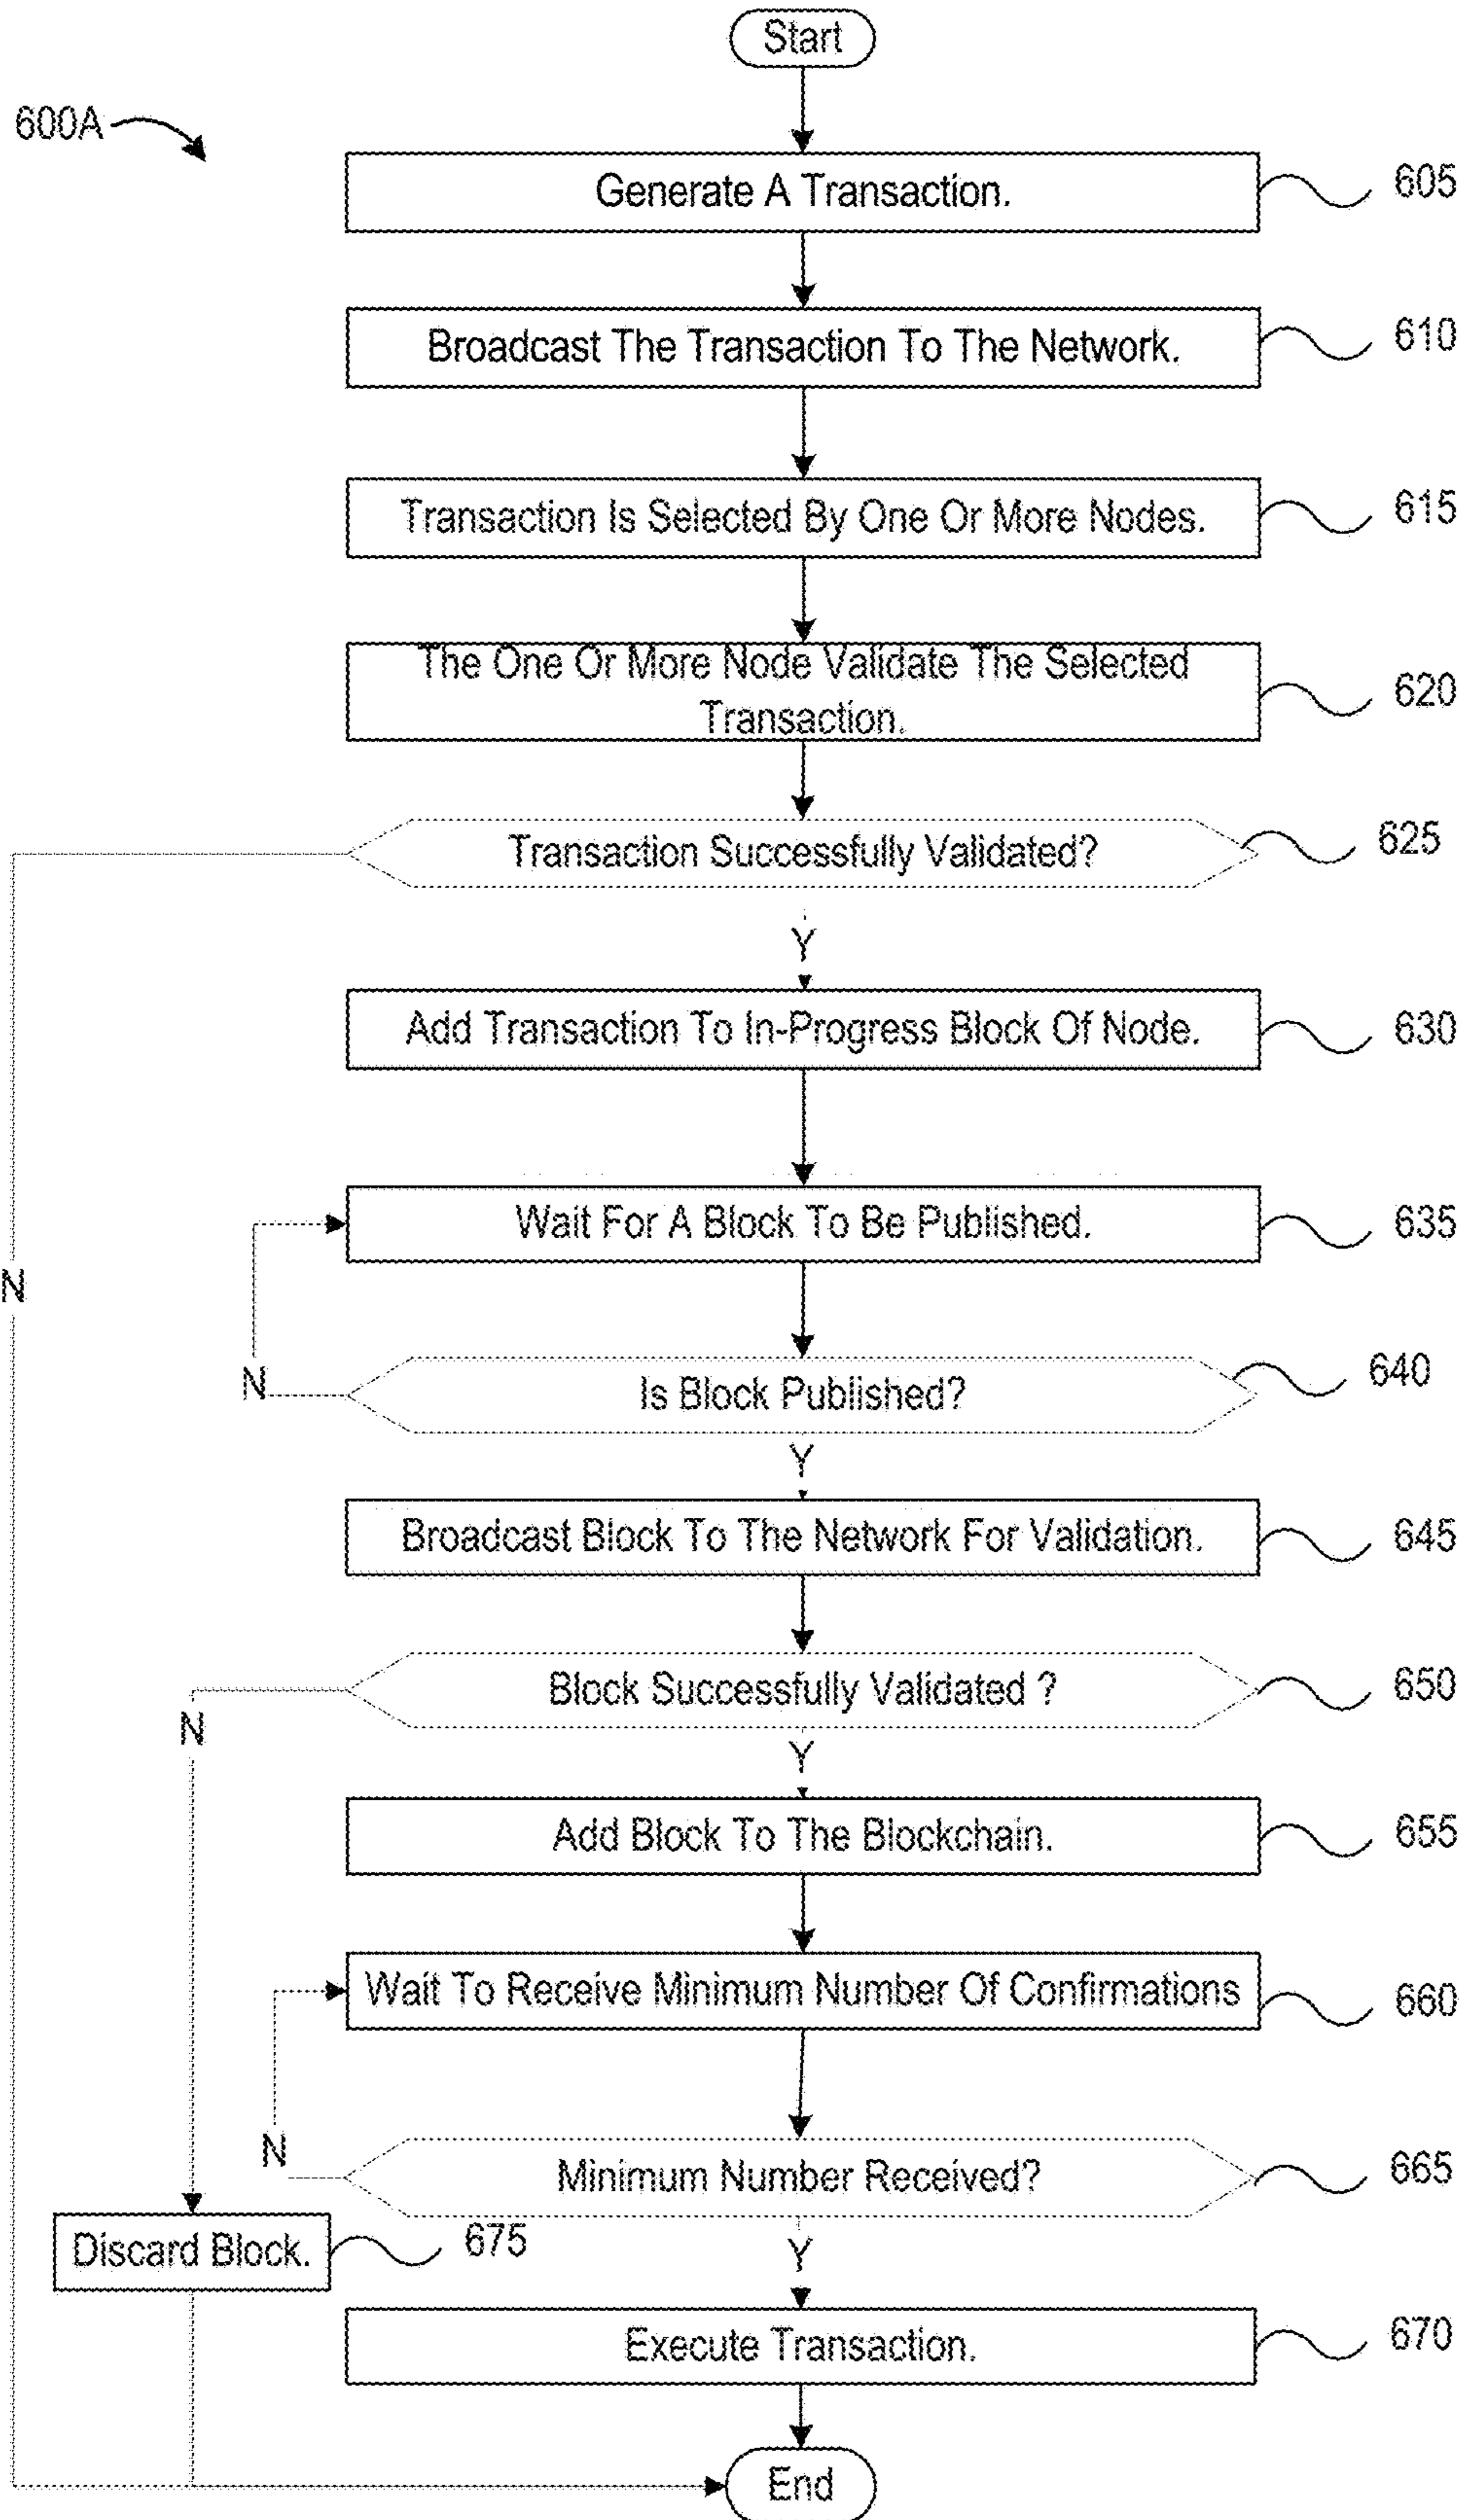 Start
600A
Generate A Transaction.
605
Broadcast The Transaction To The Network.
610
Transaction Is Selected By One Or More Nodes.
615
The One Or More Node Validate The Selected
Transaction.
620
Transaction Successfully Validated?
625
Y
Add Transaction To In-Progress Block Of Node.
630
Wait For A Block To Be Published.
635
N
N
Is Block Published?
640
Y
Broadcast Block To The Network For Validation.
645
Block Successfully Validated ?
650
N
Y
Add Block To The Blockchain.
655
Wait To Receive Minimum Number Of Confirmations
660
N
Minimum Number Received?
665
Discard Block.
675
Y
Execute Transaction.
670
End